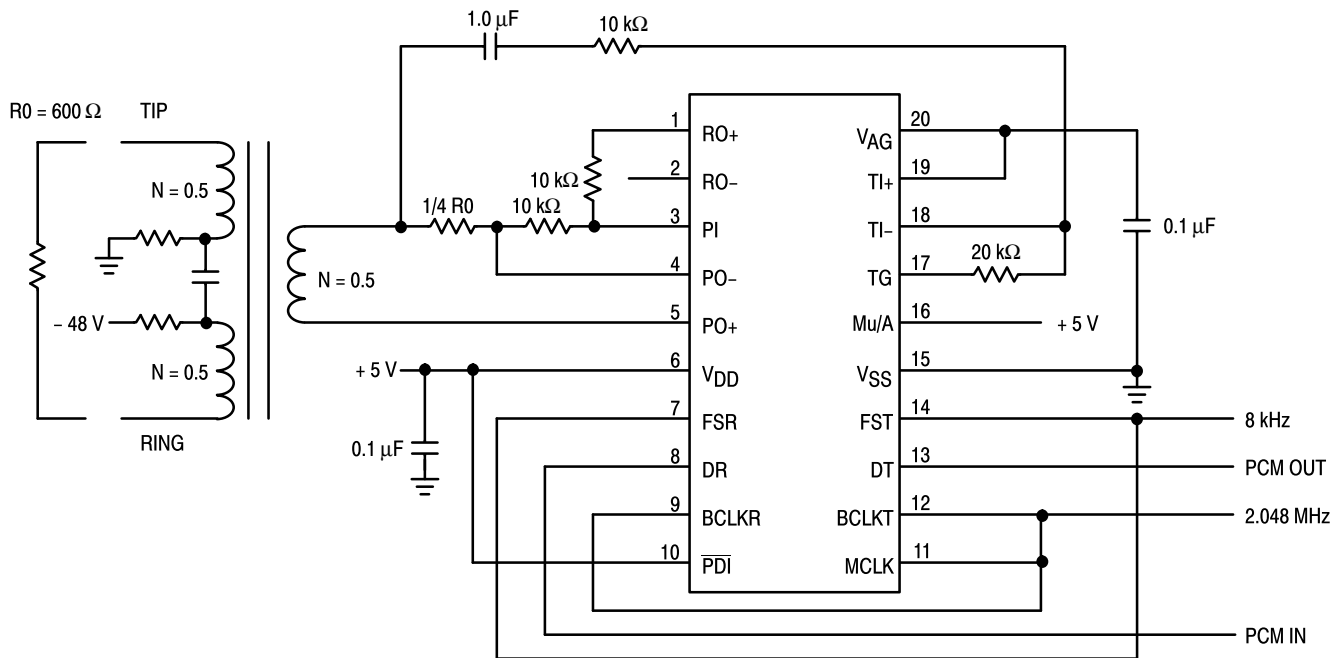 1.0 µF
10 kΩ
R0 = 600 Ω
TIP
N = 0.5
– 48 V
N = 0.5
RING
N = 0.5
1/4 R0
10 kΩ
10 kΩ
+ 5 V
0.1 µF
1 RO+
2 RO–
3 PI
4 PO–
5 PO+
6 VDD
7 FSR
8 DR
9 BCLKR
10 PDI
VAG 20
TI+ 19
TI– 18
TG 17
Mu/A 16
VSS 15
FST 14
DT 13
BCLKT 12
MCLK 11
20 kΩ
0.1 µF
+ 5 V
8 kHz
PCM OUT
2.048 MHz
PCM IN